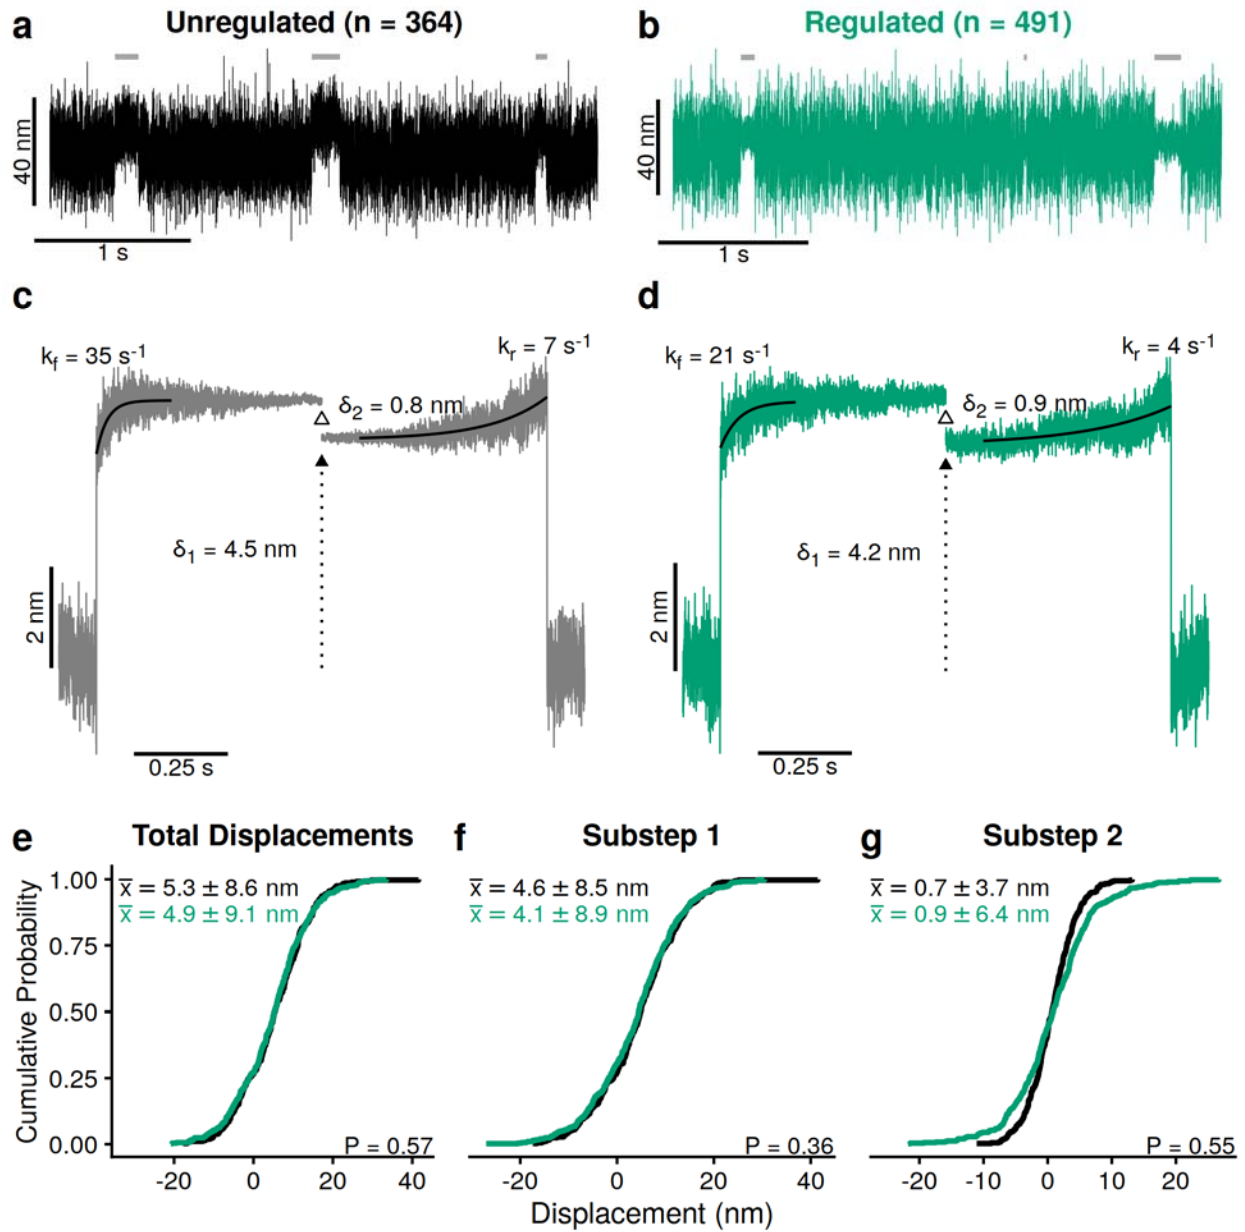 a Unregulated (n = 364)
40 nm
1 s
b Regulated (n = 491)
40 nm
1 s
c
kf = 35 s-1
kr = 7 s-1
δ2 = 0.8 nm
δ1 = 4.5 nm
2 nm
0.25 s
d
kf = 21 s-1
kr = 4 s-1
δ2 = 0.9 nm
δ1 = 4.2 nm
2 nm
0.25 s
e Total Displacements
x̅ = 5.3 ± 8.6 nm
x̅ = 4.9 ± 9.1 nm
P = 0.57
Cumulative Probability
1.00
0.75
0.50
0.25
0.00
-20 0 20 40
f Substep 1
x̅ = 4.6 ± 8.5 nm
x̅ = 4.1 ± 8.9 nm
P = 0.36
-20 0 20 40
g Substep 2
x̅ = 0.7 ± 3.7 nm
x̅ = 0.9 ± 6.4 nm
P = 0.55
-20 -10 0 10 20
Displacement (nm)